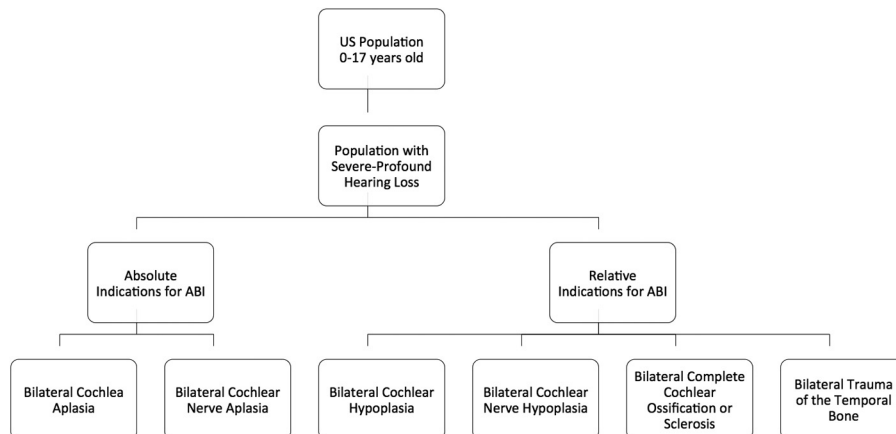 US Population
0-17 years old
Population with
Severe-Profound
Hearing Loss
Absolute
Indications for ABI
Relative
Indications for ABI
Bilateral Cochlea
Aplasia
Bilateral Cochlear
Nerve Aplasia
Bilateral Cochlear
Hypoplasia
Bilateral Cochlear
Nerve Hypoplasia
Bilateral Complete
Cochlear
Ossification or
Sclerosis
Bilateral Trauma
of the Temporal
Bone